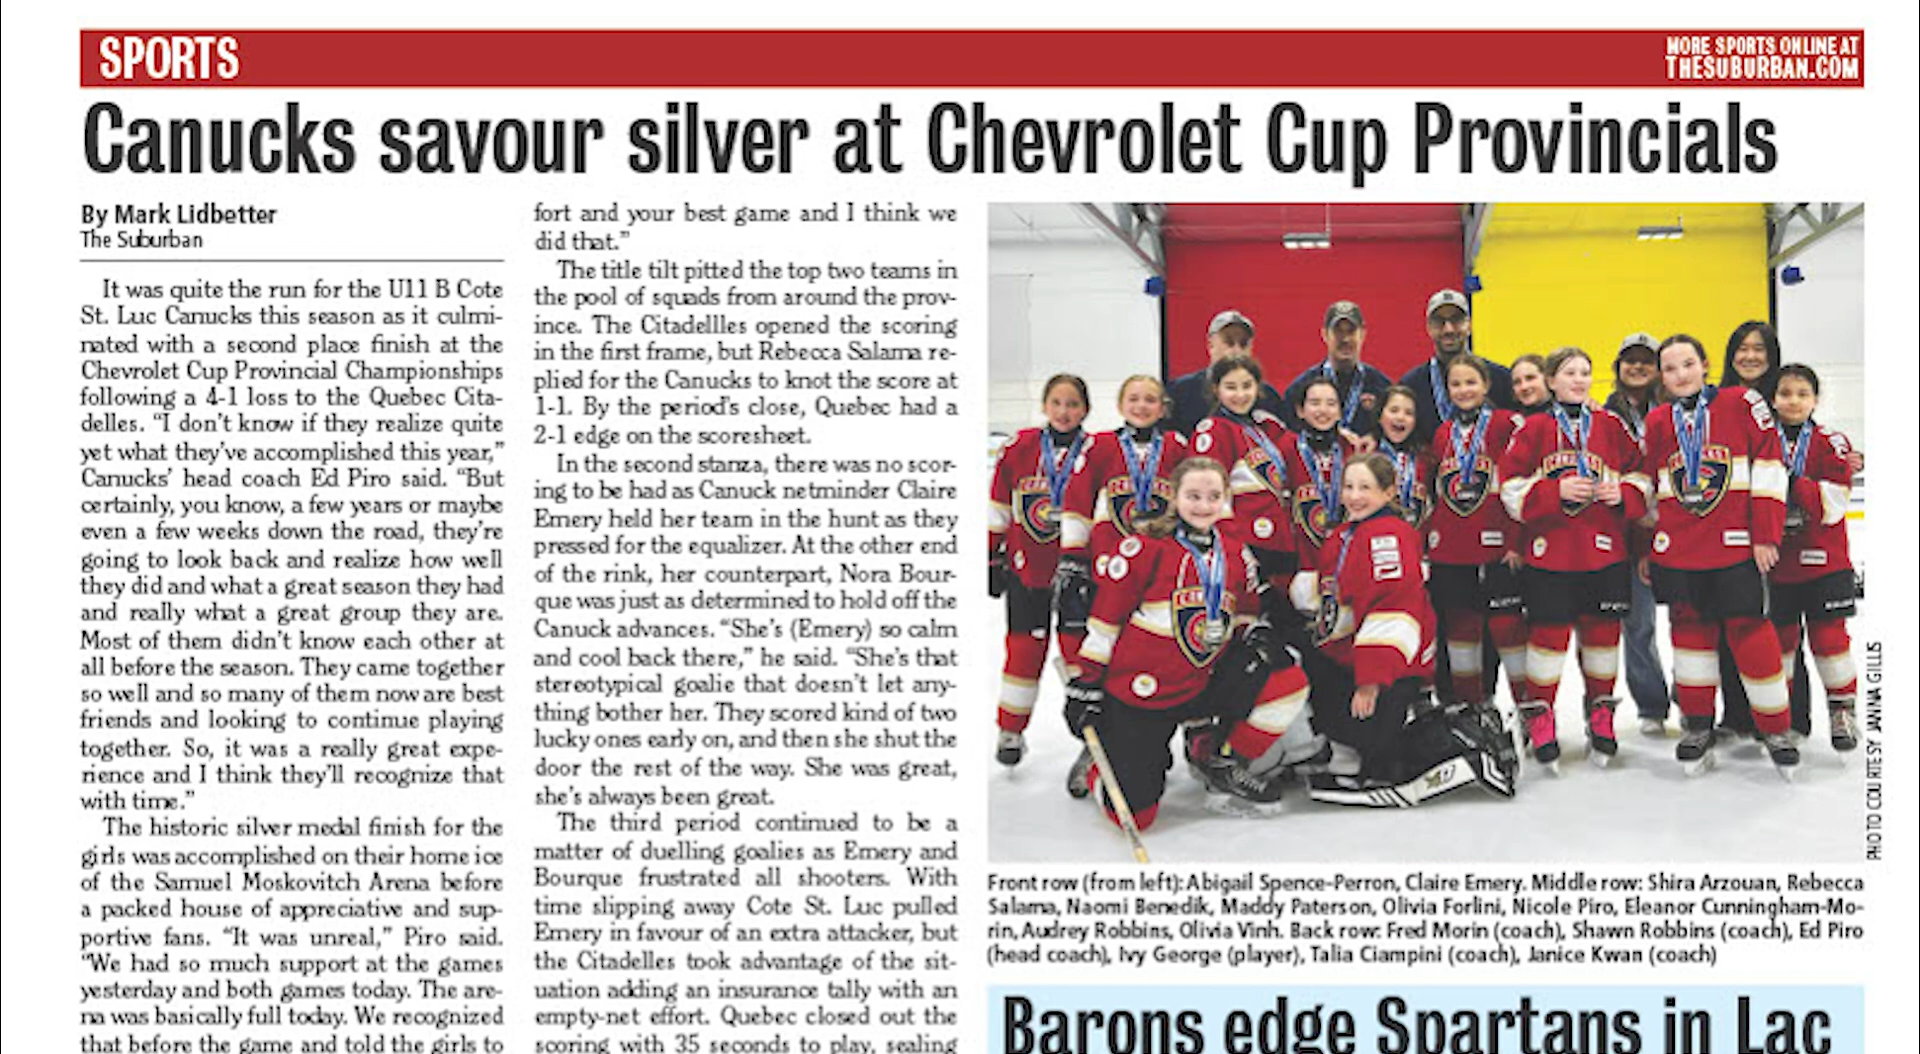 SPORTS
MORE SPORTS ONLINE AT
THESUBURBAN.COM
Canucks savour silver at Chevrolet Cup Provincials
By Mark Lidbetter
The Suburban
It was quite the run for the U11 B Cote
St. Luc Canucks this season as it culmi-
nated with a second place finish at the
Chevrolet Cup Provincial Championships
following a 4-1 loss to the Quebec Cita-
delles. “I don’t know if they realize quite
yet what they’ve accomplished this year,”
Canucks’ head coach Ed Piro said. “But
certainly, you know, a few years or maybe
even a few weeks down the road, they’re
going to look back and realize how well
they did and what a great season they had
and really what a great group they are.
Most of them didn’t know each other at
all before the season. They came together
so well and so many of them now are best
friends and looking to continue playing
together. So, it was a really great expe-
rience and I think they’ll recognize that
with time.”
The historic silver medal finish for the
girls was accomplished on their home ice
of the Samuel Moskovitch Arena before
a packed house of appreciative and sup-
portive fans. “It was unreal,” Piro said.
“We had so much support at the games
yesterday and both games today. The are-
na was basically full today. We recognized
that before the game and told the girls to
fort and your best game and I think we
did that.”
The title tilt pitted the top two teams in
the pool of squads from around the prov-
ince. The Citadellles opened the scoring
in the first frame, but Rebecca Salama re-
plied for the Canucks to knot the score at
1-1. By the period’s close, Quebec had a
2-1 edge on the scoresheet.
In the second stanza, there was no scor-
ing to be had as Canuck netminder Claire
Emery held her team in the hunt as they
pressed for the equalizer. At the other end
of the rink, her counterpart, Nora Bour-
que was just as determined to hold off the
Canuck advances. “She’s (Emery) so calm
and cool back there,” he said. “She’s that
stereotypical goalie that doesn’t let any-
thing bother her. They scored kind of two
lucky ones early on, and then she shut the
door the rest of the way. She was great,
she’s always been great.
The third period continued to be a
matter of duelling goalies as Emery and
Bourque frustrated all shooters. With
time slipping away Cote St. Luc pulled
Emery in favour of an extra attacker, but
the Citadelles took advantage of the sit-
uation adding an insurance tally with an
empty-net effort. Quebec closed out the
scoring with 35 seconds to play, sealing
PHOTO COURTESY JANNA GILLIS
Front row (from left): Abigail Spence-Perron, Claire Emery. Middle row: Shira Arzouan, Rebecca
Salama, Naomi Benedik, Maddy Paterson, Olivia Forlini, Nicole Piro, Eleanor Cunningham-Mo-
rin, Audrey Robbins, Olivia Vinh. Back row: Fred Morin (coach), Shawn Robbins (coach), Ed Piro
(head coach), Ivy George (player), Talia Ciampini (coach), Janice Kwan (coach)
Barons edge Spartans in Lac